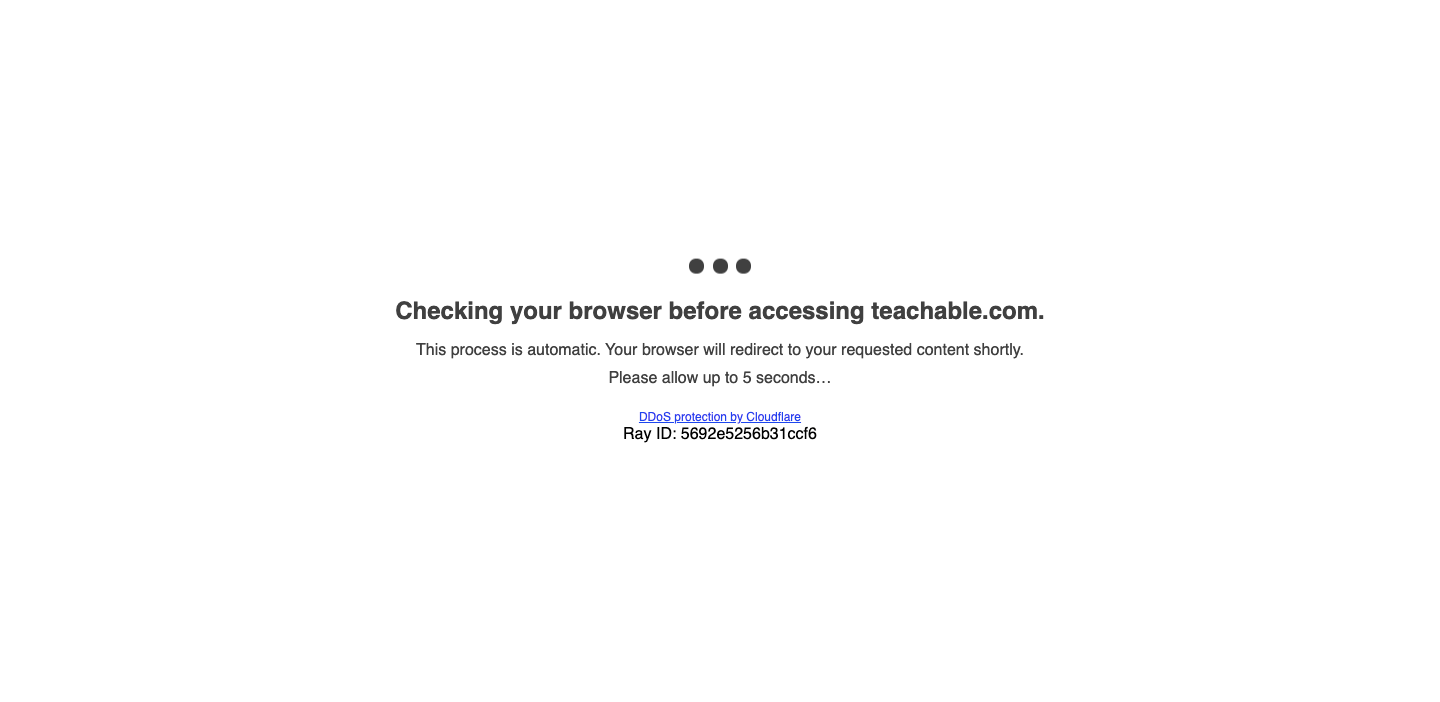 Checking your browser before accessing teachable.com.
This process is automatic. Your browser will redirect to your requested content shortly.
Please allow up to 5 seconds…
DDoS protection by Cloudflare
Ray ID: 5692e5256b31ccf6